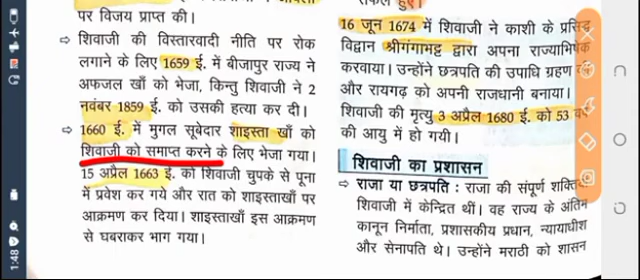 पर विजय प्राप्त की।
⇨ शिवाजी की विस्तारवादी नीति पर रोक
लगाने के लिए 1659 ई. में बीजापुर राज्य ने
अफजल खाँ को भेजा, किन्तु शिवाजी ने 2
नवंबर 1859 ई. को उसकी हत्या कर दी।
⇨ 1660 ई. में मुगल सूबेदार शाइस्ता खाँ को
शिवाजी को समाप्त करने के लिए भेजा गया।
15 अप्रैल 1663 ई. को शिवाजी चुपके से पूना
में प्रवेश कर गये और रात को शाइस्ताखाँ पर
आक्रमण कर दिया। शाइस्ताखाँ इस आक्रमण
से घबराकर भाग गया।
हुए।
16 जून 1674 में शिवाजी ने काशी के प्रसिद्ध
विद्वान श्रीगंगाभट्ट द्वारा अपना राज्याभिषेक
करवाया। उन्होंने छत्रपति की उपाधि ग्रहण
और रायगढ़ को अपनी राजधानी बनाया।
शिवाजी की मृत्यु 3 अप्रैल 1680 ई. को 53
की आयु में हो गयी।
शिवाजी का प्रशासन
⇨ राजा या छत्रपति : राजा की संपूर्ण
शिवाजी में केन्द्रित थीं। वह राज्य के अंतिम
कानून निर्माता, प्रशासकीय प्रधान, न्यायाधीश
और सेनापति थे। उन्होंने मराठी को शासन
1:48